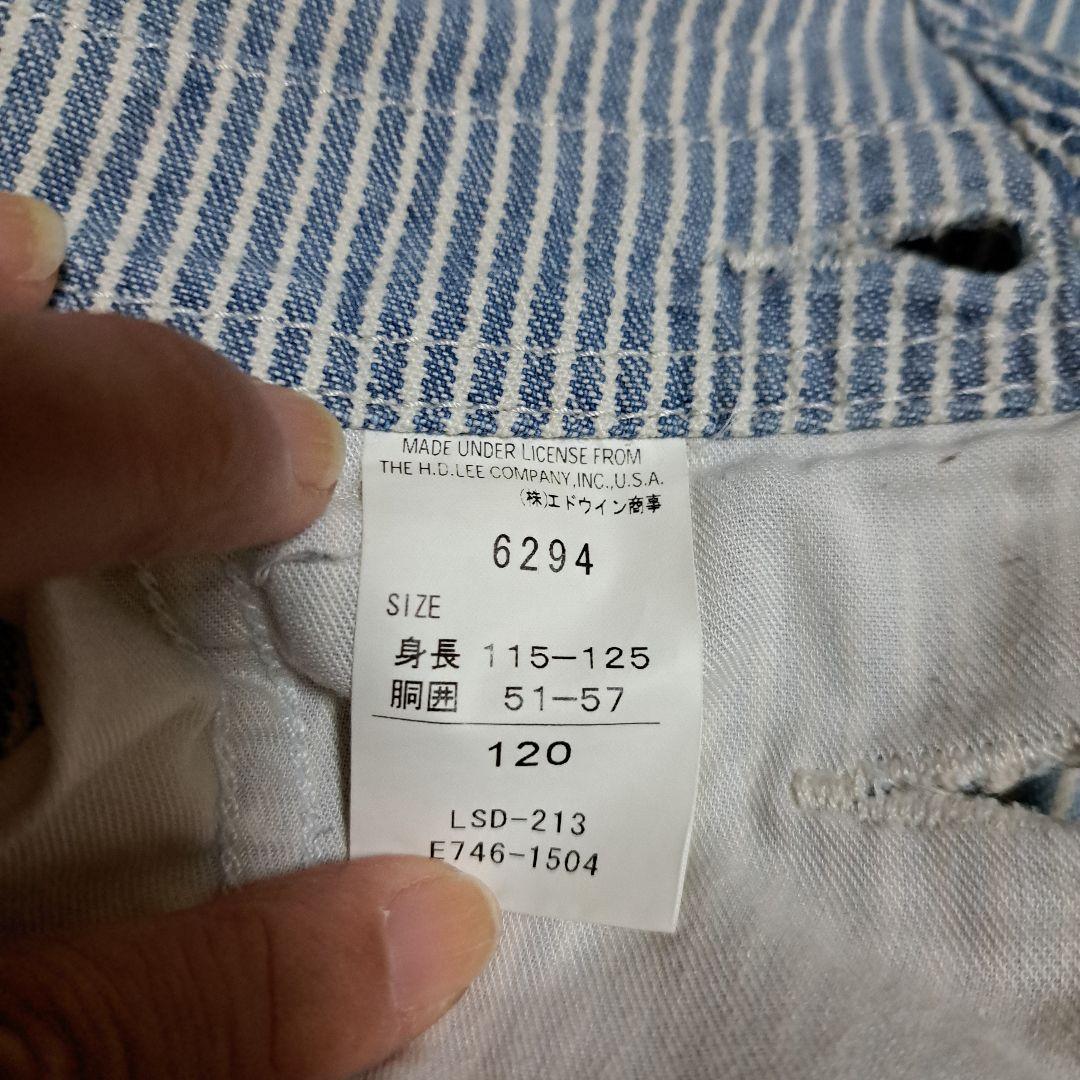 MADE UNDER LICENSE FROM
THE H.D.LEE COMPANY,INC.,U.S.A.
(株)エドウイン商事
6294
SIZE
身長 115-125
胴囲 51-57
120
LSD-213
E746-1504